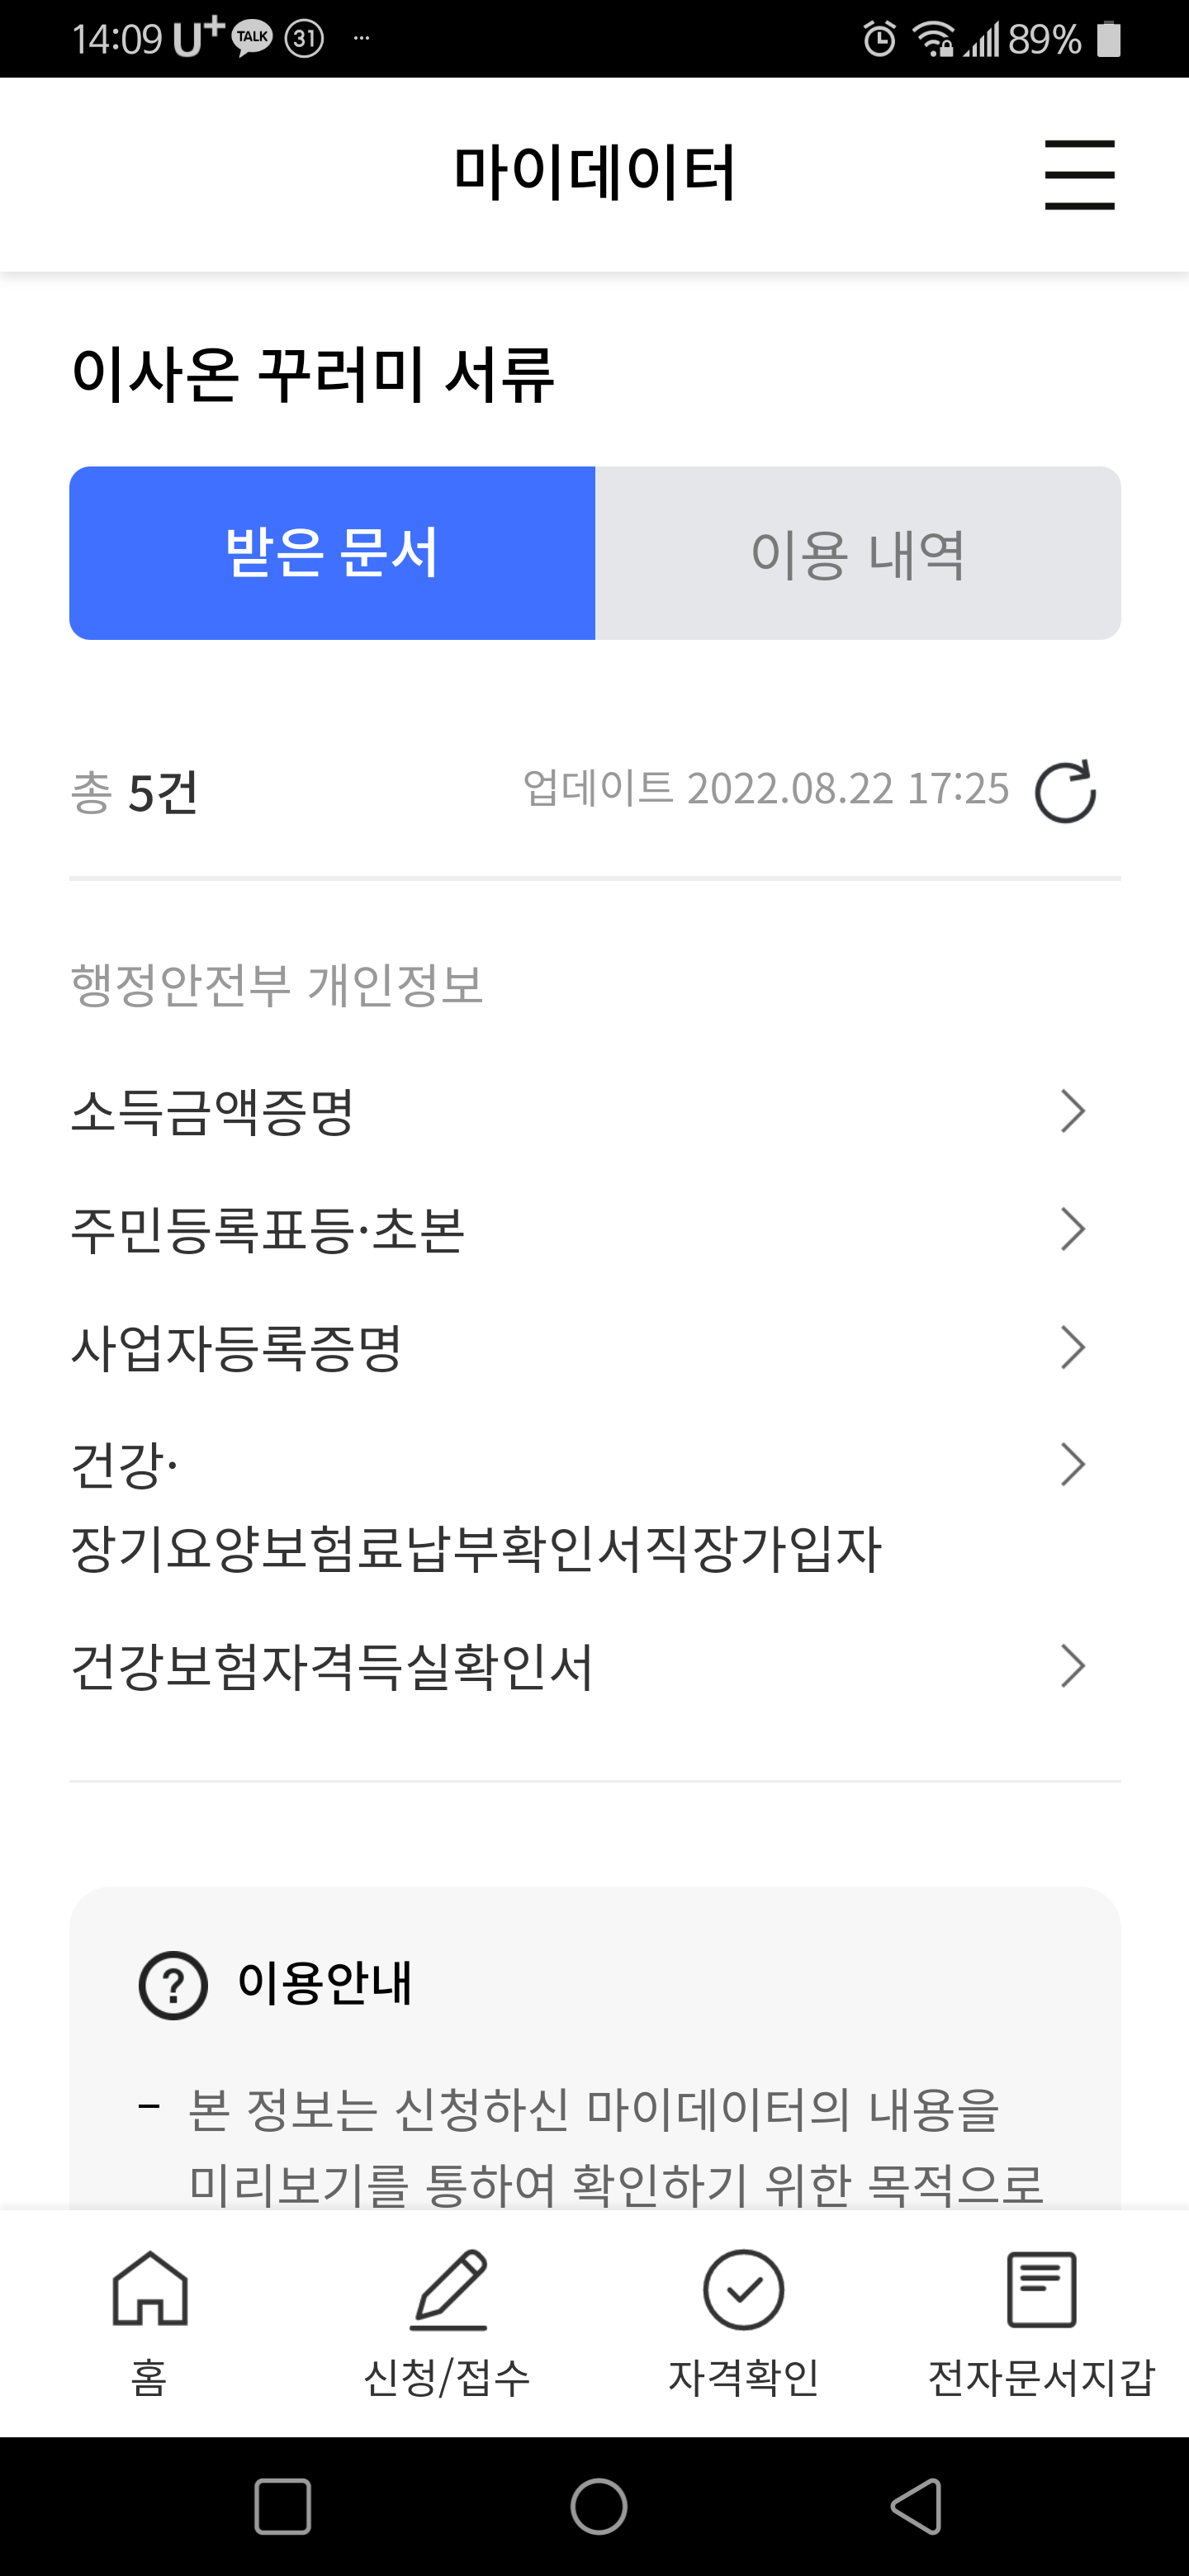 14:09 U+ TALK 31 ··· 89%
마이데이터
이사온 꾸러미 서류
받은 문서 이용 내역
총 5건 업데이트 2022.08.22 17:25
행정안전부 개인정보
소득금액증명
주민등록표등·초본
사업자등록증명
건강·
장기요양보험료납부확인서직장가입자
건강보험자격득실확인서
? 이용안내
- 본 정보는 신청하신 마이데이터의 내용을
미리보기를 통하여 확인하기 위한 목적으로
홈 신청/접수 자격확인 전자문서지갑